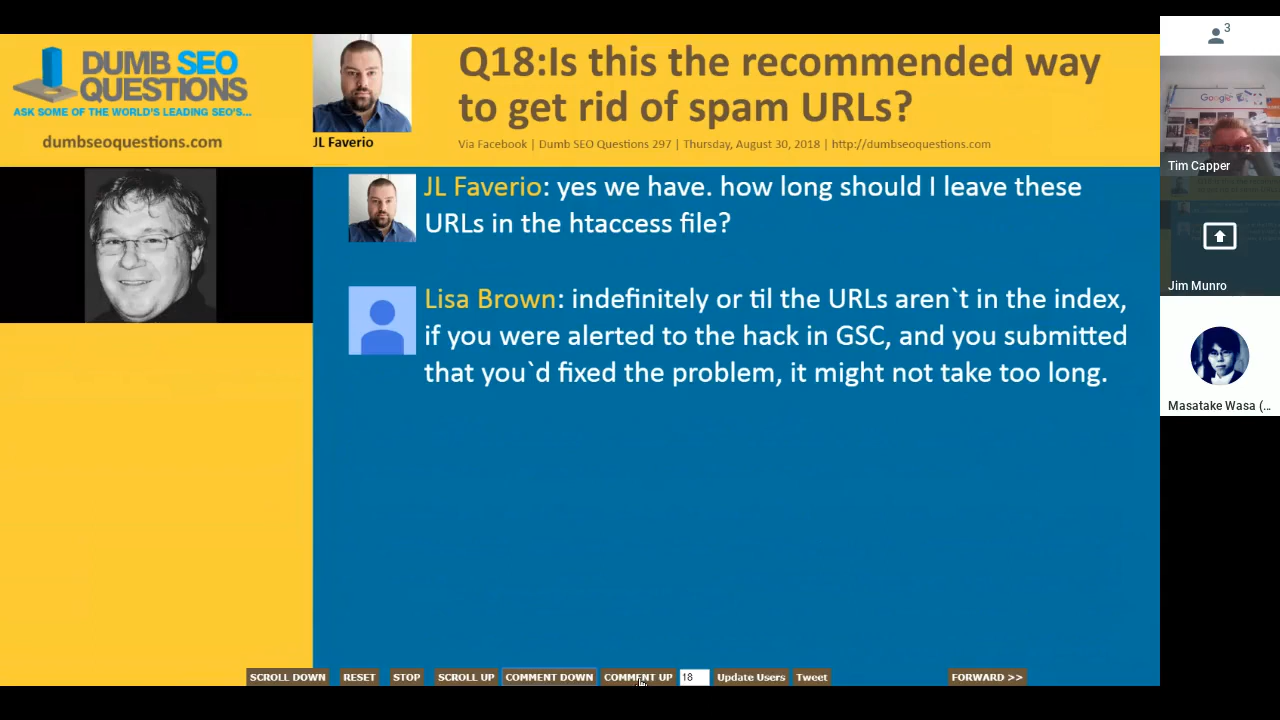 DUMB SEO
QUESTIONS
ASK SOME OF THE WORLD'S LEADING SEO'S...
dumbseoquestions.com
JL Faverio
Q18:Is this the recommended way
to get rid of spam URLs?
Via Facebook | Dumb SEO Questions 297 | Thursday, August 30, 2018 | http://dumbseoquestions.com
JL Faverio: yes we have. how long should I leave these
URLs in the htaccess file?
Lisa Brown: indefinitely or til the URLs aren`t in the index,
if you were alerted to the hack in GSC, and you submitted
that you`d fixed the problem, it might not take too long.
SCROLL DOWN RESET STOP SCROLL UP COMMENT DOWN COMMENT UP 18 Update Users Tweet FORWARD >>
3
Google
Tim Capper
Jim Munro
Masatake Wasa (...